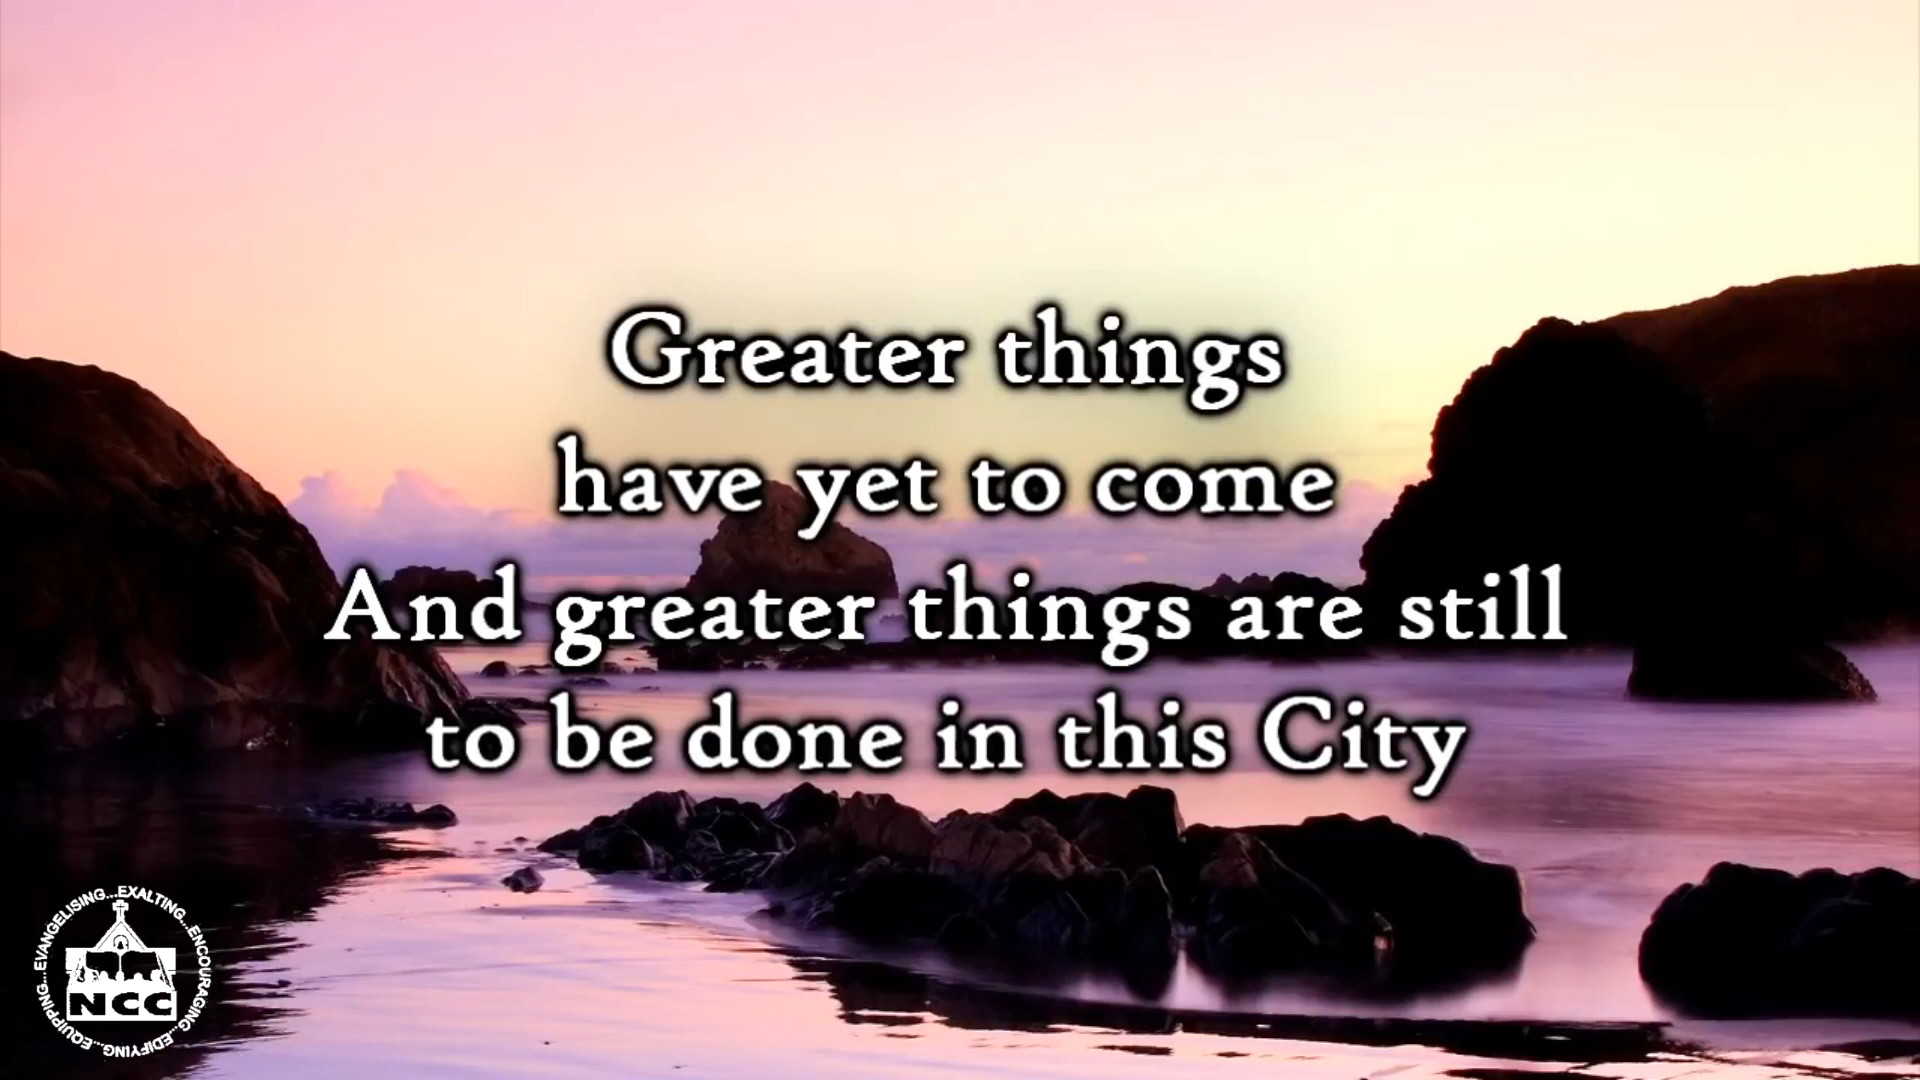 Greater things
have yet to come
And greater things are still
to be done in this City
EVANGELISING...EXALTING...ENCOURAGING...EDIFYING...EQUIPPING...
NCC